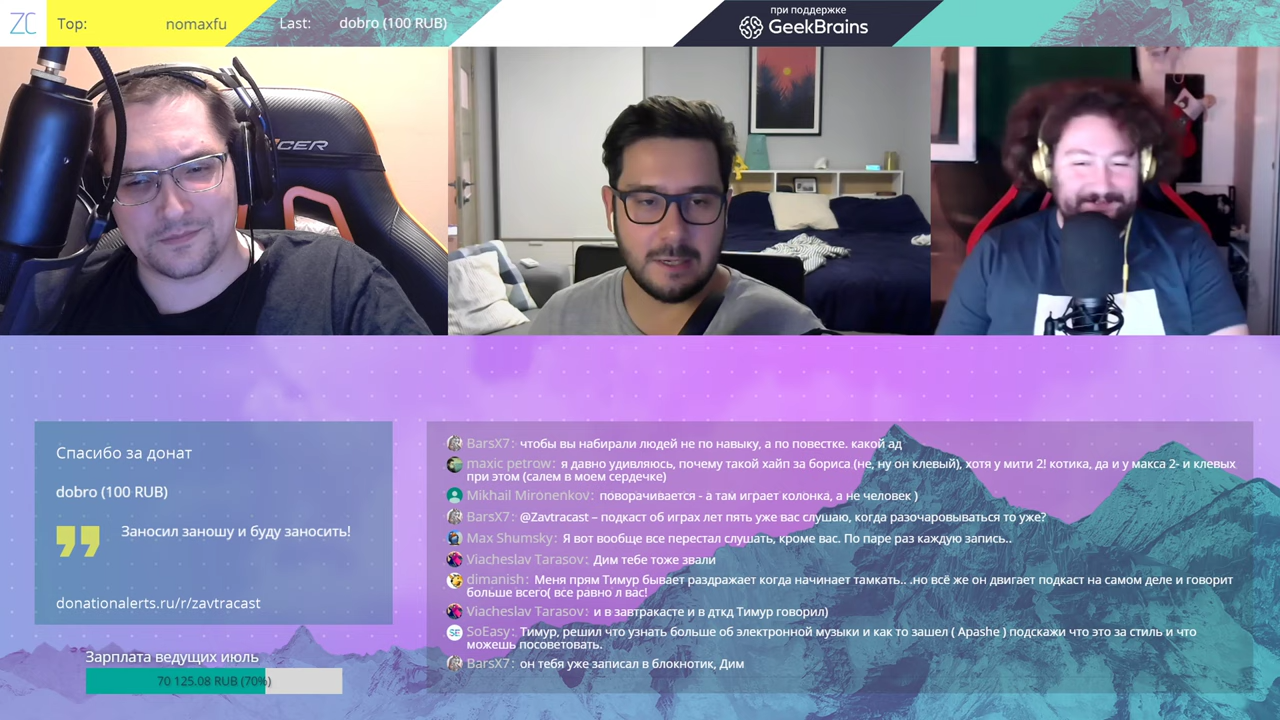 ZC
Top:
nomaxfu
Last:
dobro (100 RUB)
при поддержке
GeekBrains
CER
Спасибо за донат
dobro (100 RUB)
Заносил заношу и буду заносить!
donationalerts.ru/r/zavtracast
Зарплата ведущих июль
70 125.08 RUB (70%)
BarsX7: чтобы вы набирали людей не по навыку, а по повестке. какой ад
maxic petrow: я давно удивляюсь, почему такой хайп за бориса (не, ну он клевый), хотя у мити 2! котика, да и у макса 2- и клевых
при этом (салем в моем сердечке)
Mikhail Mironenkov: поворачивается - а там играет колонка, а не человек )
BarsX7: @Zavtracast – подкаст об играх лет пять уже вас слушаю, когда разочаровываться то уже?
Max Shumsky: Я вот вообще все перестал слушать, кроме вас. По паре раз каждую запись..
Viacheslav Tarasov: Дим тебе тоже звали
dimanish: Меня прям Тимур бывает раздражает когда начинает тамкать.. .но всё же он двигает подкаст на самом деле и говорит
больше всего( все равно л вас!
Viacheslav Tarasov: и в завтракасте и в дткд Тимур говорил)
SE SoEasy: Тимур, решил что узнать больше об электронной музыки и как то зашел ( Apashe ) подскажи что это за стиль и что
можешь посоветовать.
BarsX7: он тебя уже записал в блокнотик, Дим